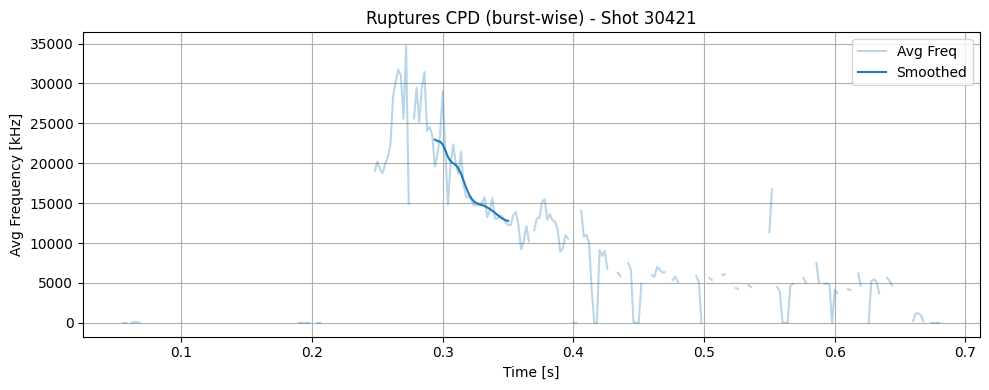 Ruptures CPD (burst-wise) - Shot 30421
Avg Freq
Smoothed
Avg Frequency [kHz]
35000
30000
25000
20000
15000
10000
5000
0
0.1 0.2 0.3 0.4 0.5 0.6 0.7
Time [s]